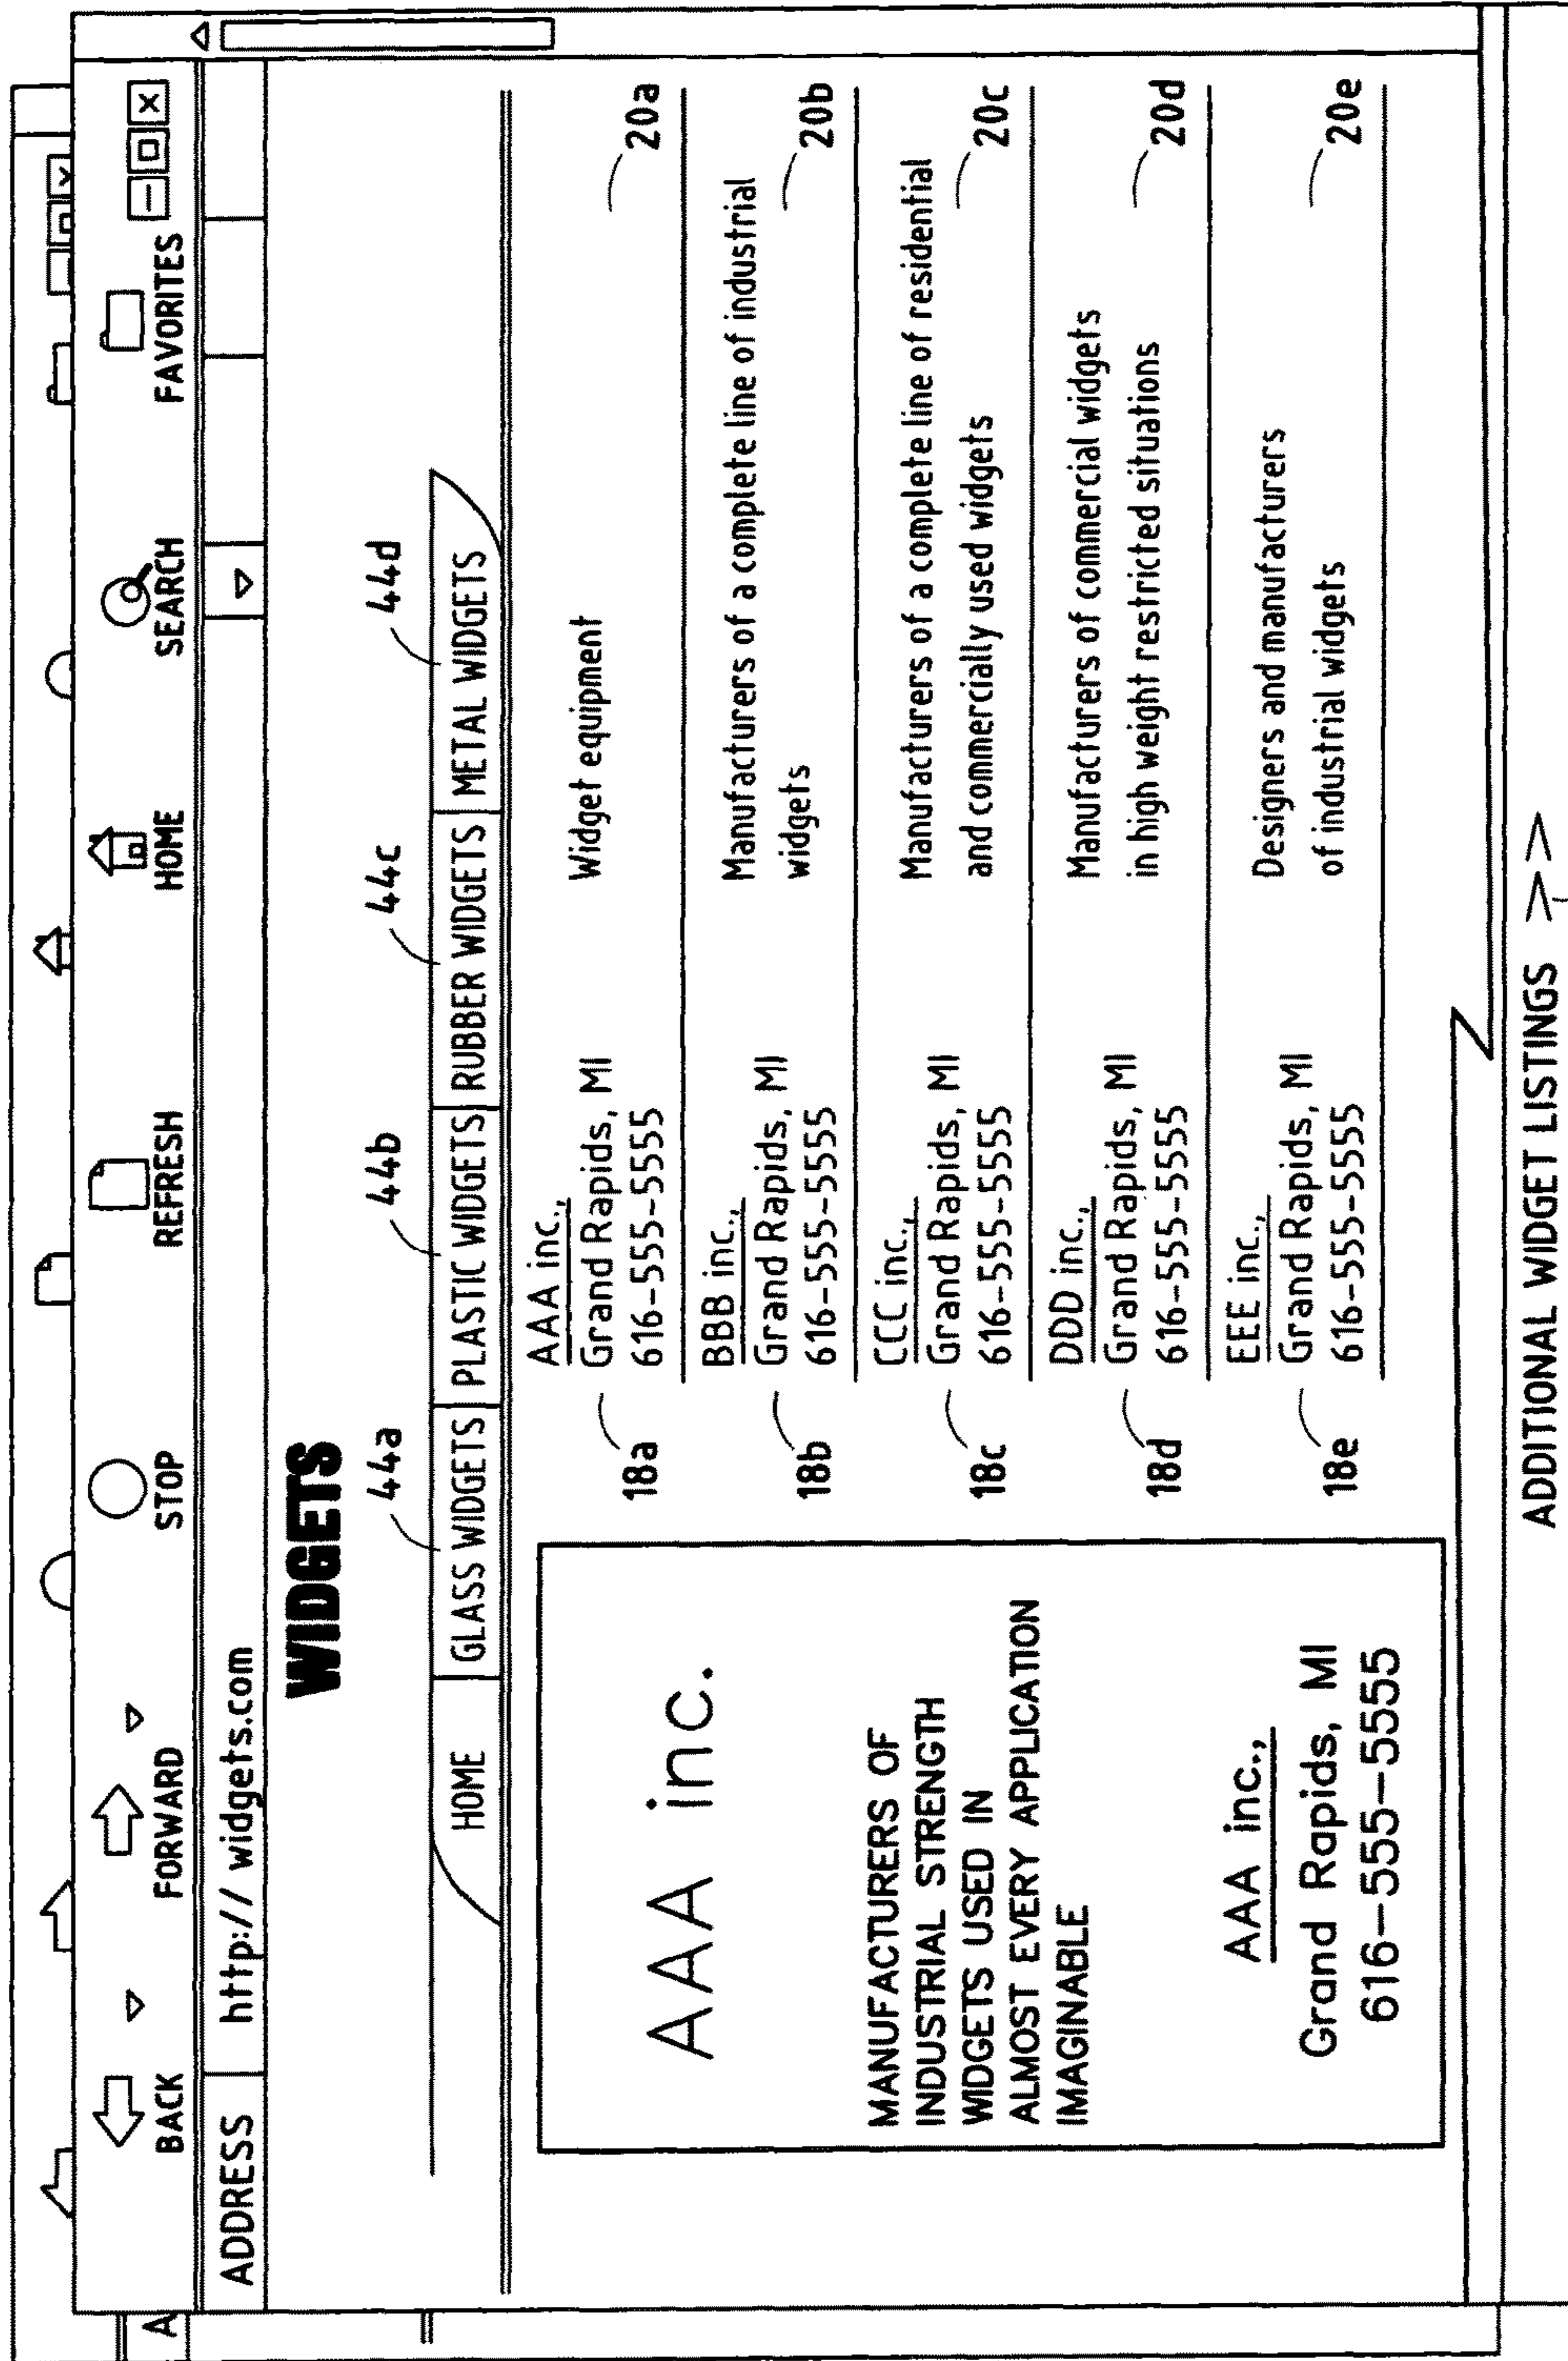 BACK FORWARD STOP REFRESH HOME SEARCH FAVORITES
A
ADDRESS http:// widgets.com
WIDGETS
44a 44b 44c 44d
HOME GLASS WIDGETS PLASTIC WIDGETS RUBBER WIDGETS METAL WIDGETS
AAA inc.
MANUFACTURERS OF
INDUSTRIAL STRENGTH
WIDGETS USED IN
ALMOST EVERY APPLICATION
IMAGINABLE
AAA inc.,
Grand Rapids, MI
616-555-5555
AAA inc.,
Grand Rapids, MI
616-555-5555
18a
Widget equipment
20a
BBB inc.,
Grand Rapids, MI
616-555-5555
18b
Manufacturers of a complete line of industrial
widgets
20b
CCC inc.,
Grand Rapids, MI
616-555-5555
18c
Manufacturers of a complete line of residential
and commercially used widgets
20c
DDD inc.,
Grand Rapids, MI
616-555-5555
18d
Manufacturers of commercial widgets
in high weight restricted situations
20d
EEE inc.,
Grand Rapids, MI
616-555-5555
18e
Designers and manufacturers
of industrial widgets
20e
ADDITIONAL WIDGET LISTINGS >>